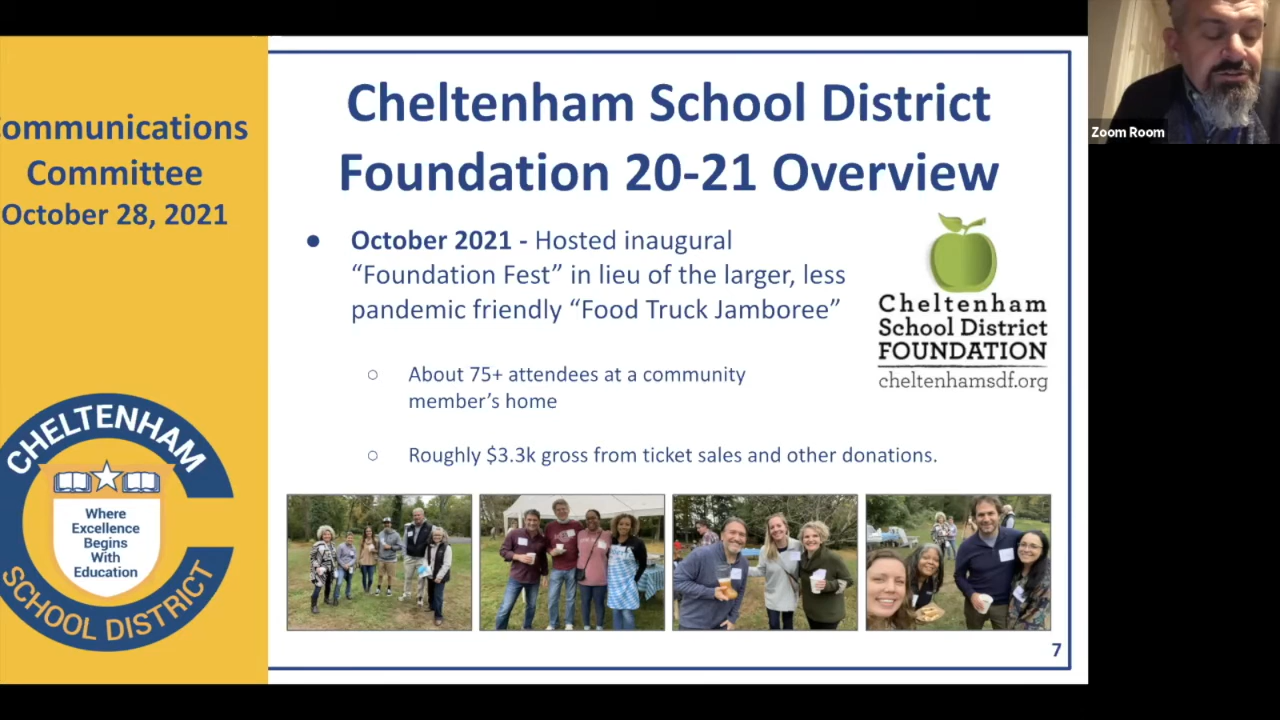 ommunications
Committee
October 28, 2021
CHELTENHAM
Where
Excellence
Begins
With
Education
SCHOOL DISTRICT
Cheltenham School District
Foundation 20-21 Overview
● October 2021 - Hosted inaugural
“Foundation Fest” in lieu of the larger, less
pandemic friendly “Food Truck Jamboree”
○ About 75+ attendees at a community
member’s home
○ Roughly $3.3k gross from ticket sales and other donations.
Cheltenham
School District
FOUNDATION
cheltenhamsdf.org
7
Zoom Room